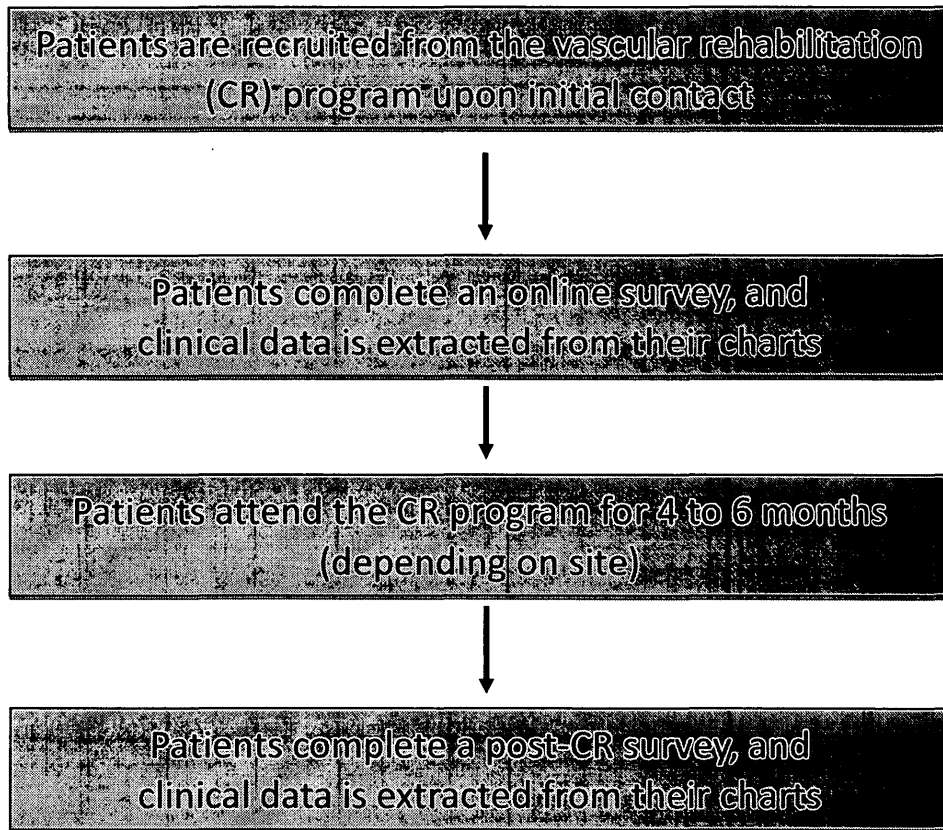 Patients are recruited from the vascular rehabilitation
(CR) program upon initial contact
Patients complete an online survey, and
clinical data is extracted from their charts
Patients attend the CR program for 4 to 6 months
(depending on site)
Patients complete a post-CR survey, and
clinical data is extracted from their charts